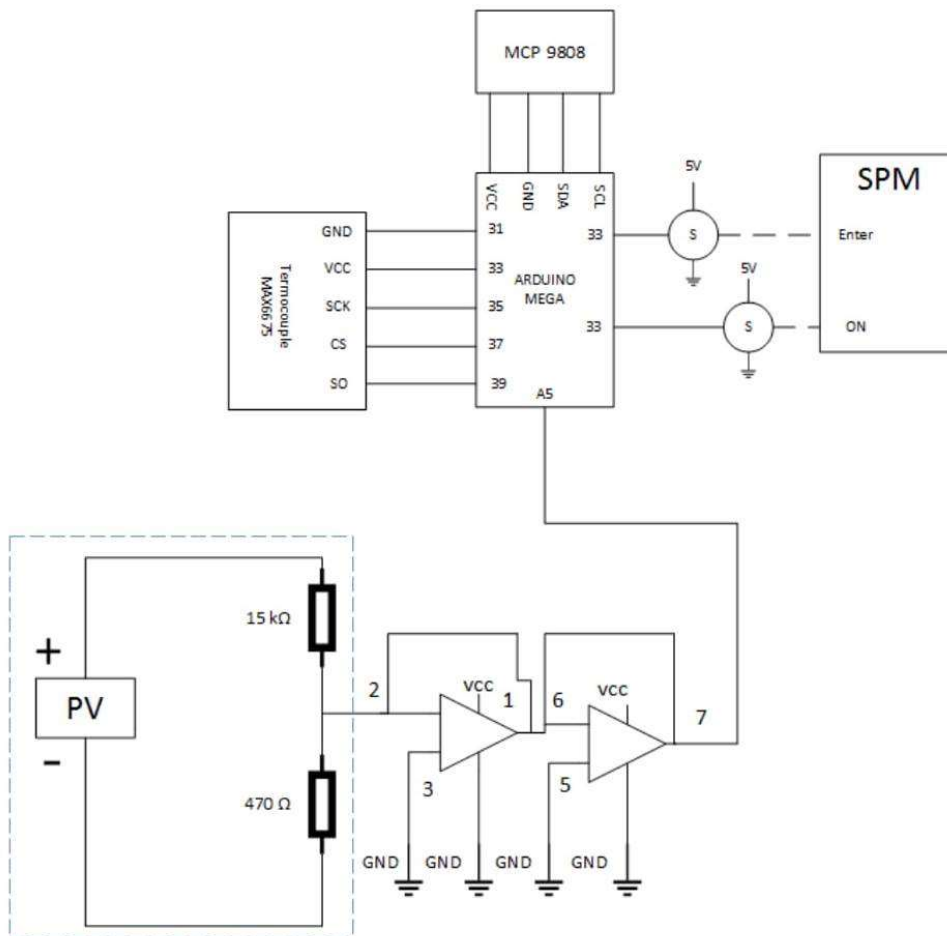 MCP 9808
VCC
GND
SDA
SCL
5V
SPM
GND
31
33
S
Enter
VCC
33
ARDUINO
MEGA
5V
Termocouple
MAX6675
SCK
35
33
S
ON
CS
37
SO
39
A5
15 kΩ
+
PV
-
470 Ω
2
vcc
1
6
vcc
7
3
5
GND
GND
GND
GND